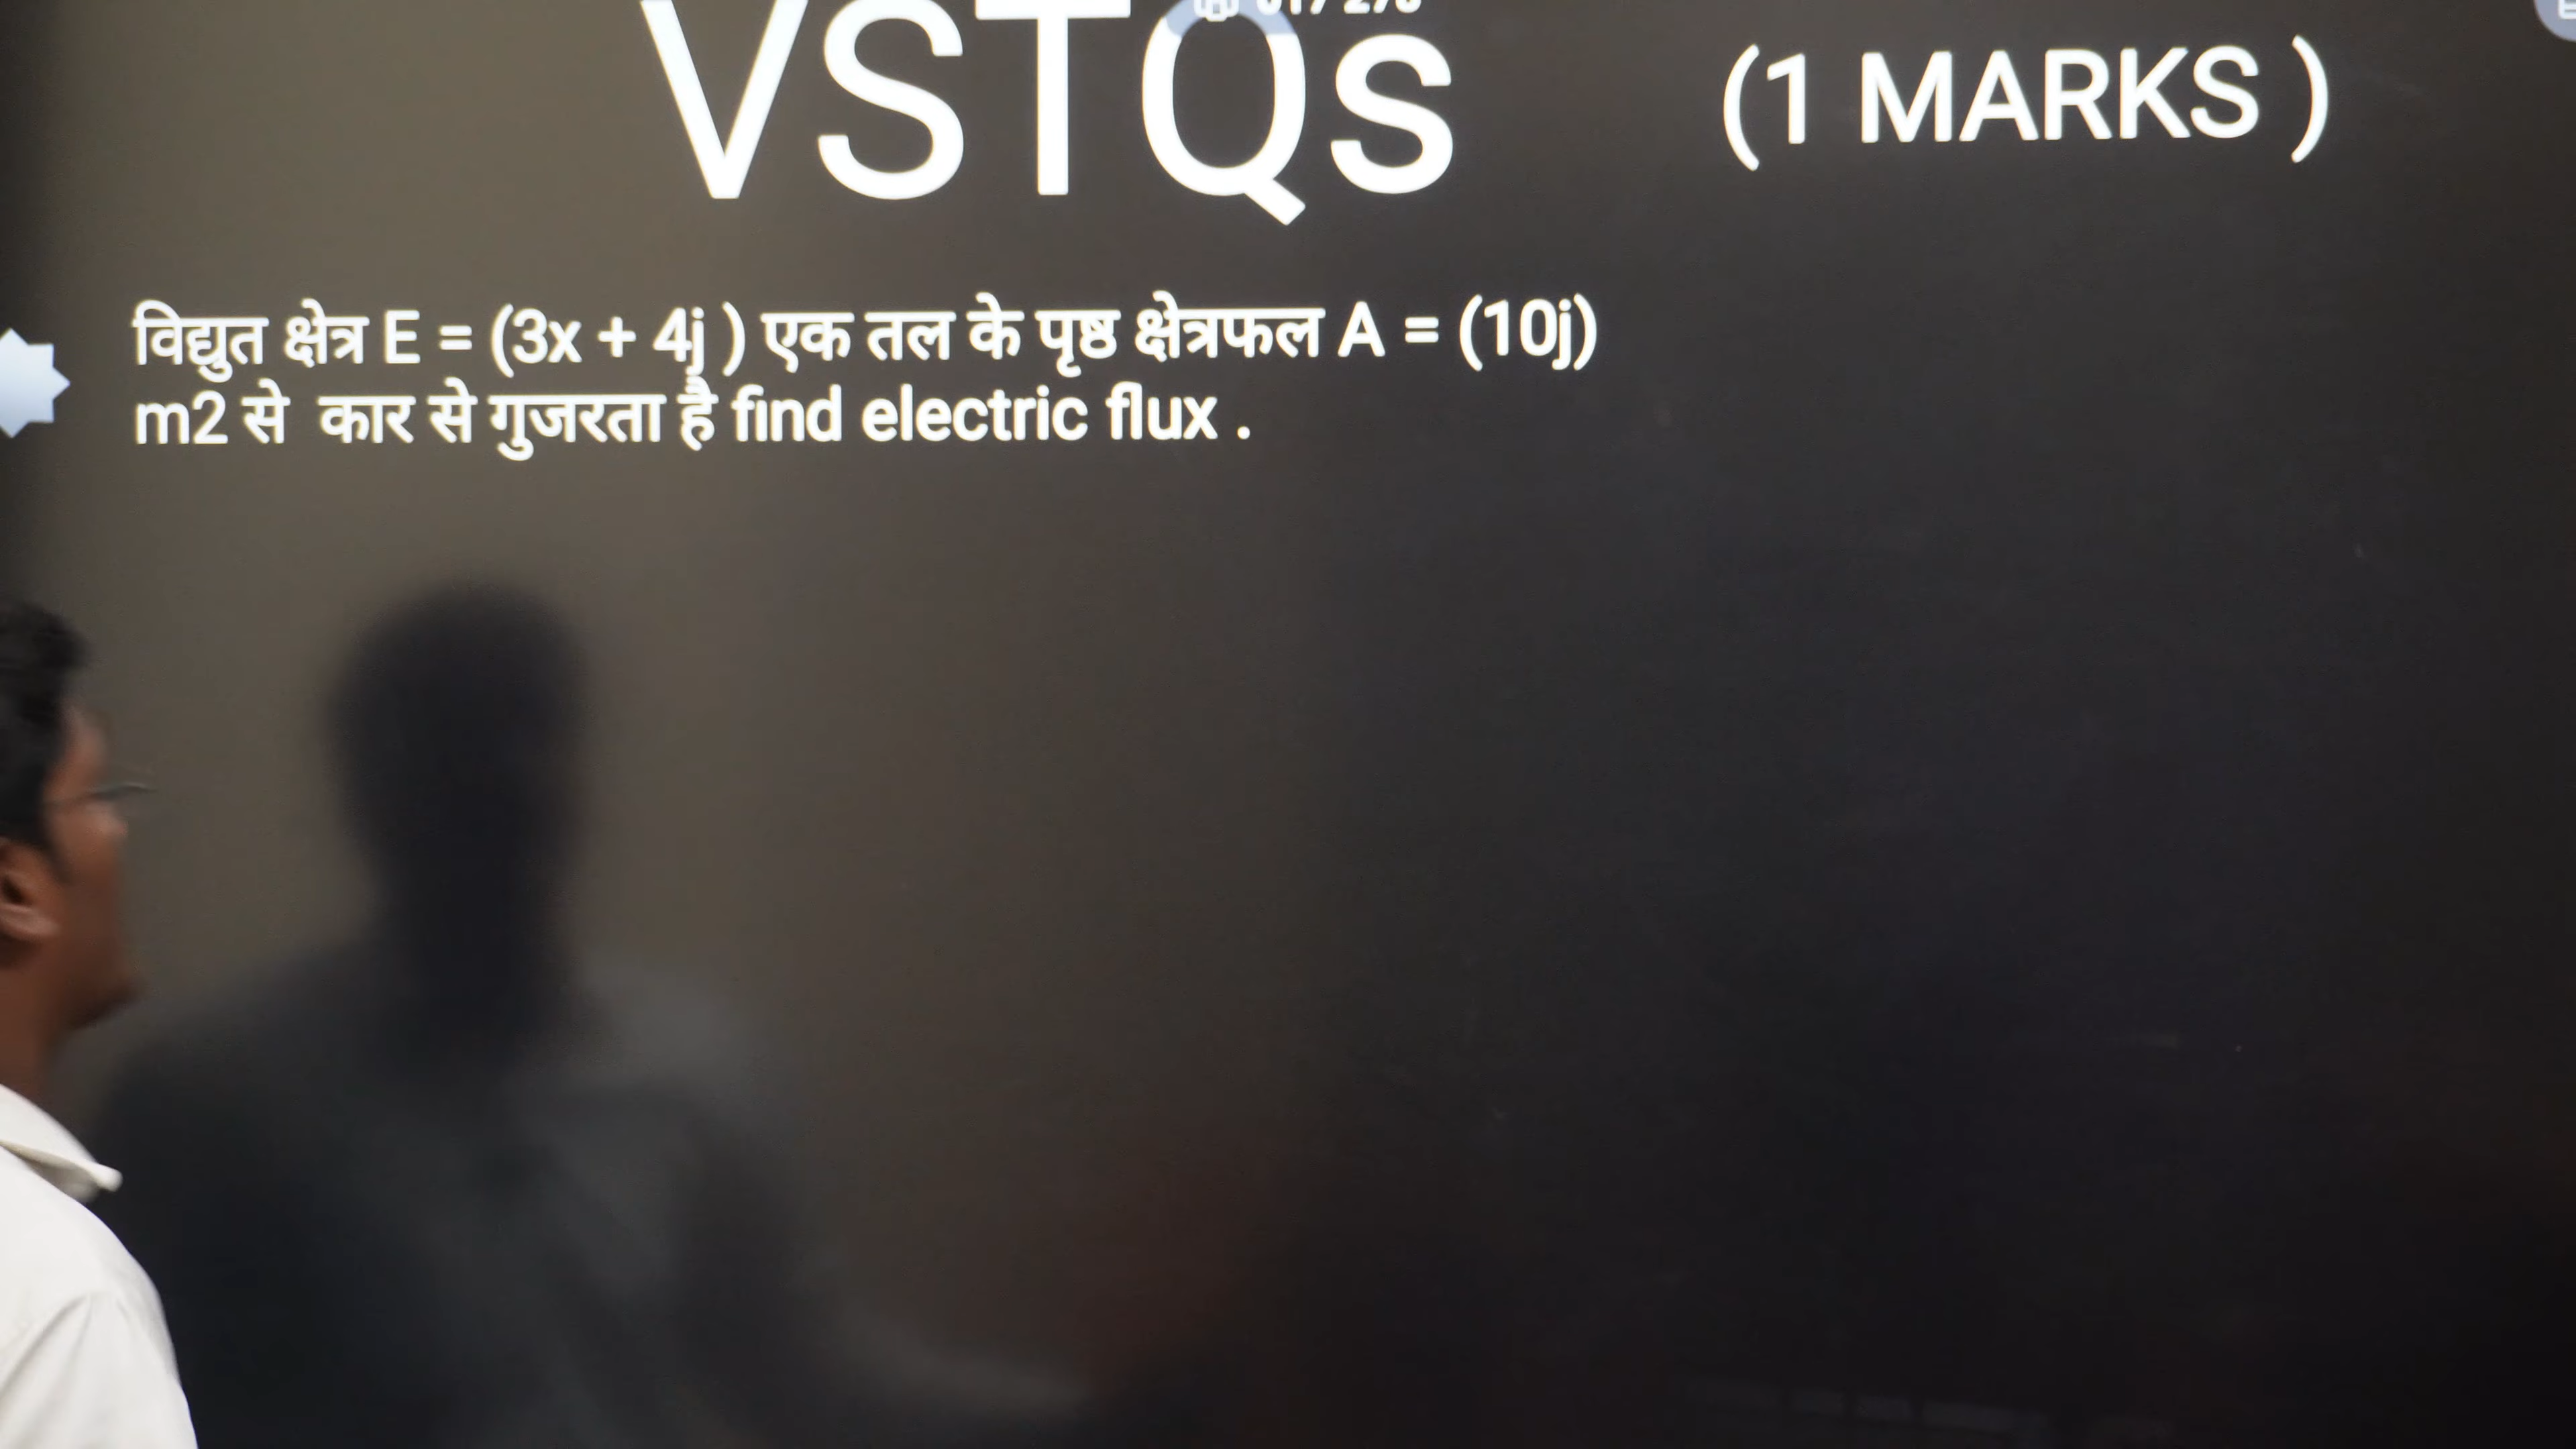 VSTQs (1 MARKS )
विद्युत क्षेत्र E = (3x + 4j ) एक तल के पृष्ठ क्षेत्रफल A = (10j)
m2 से कार से गुजरता है find electric flux .